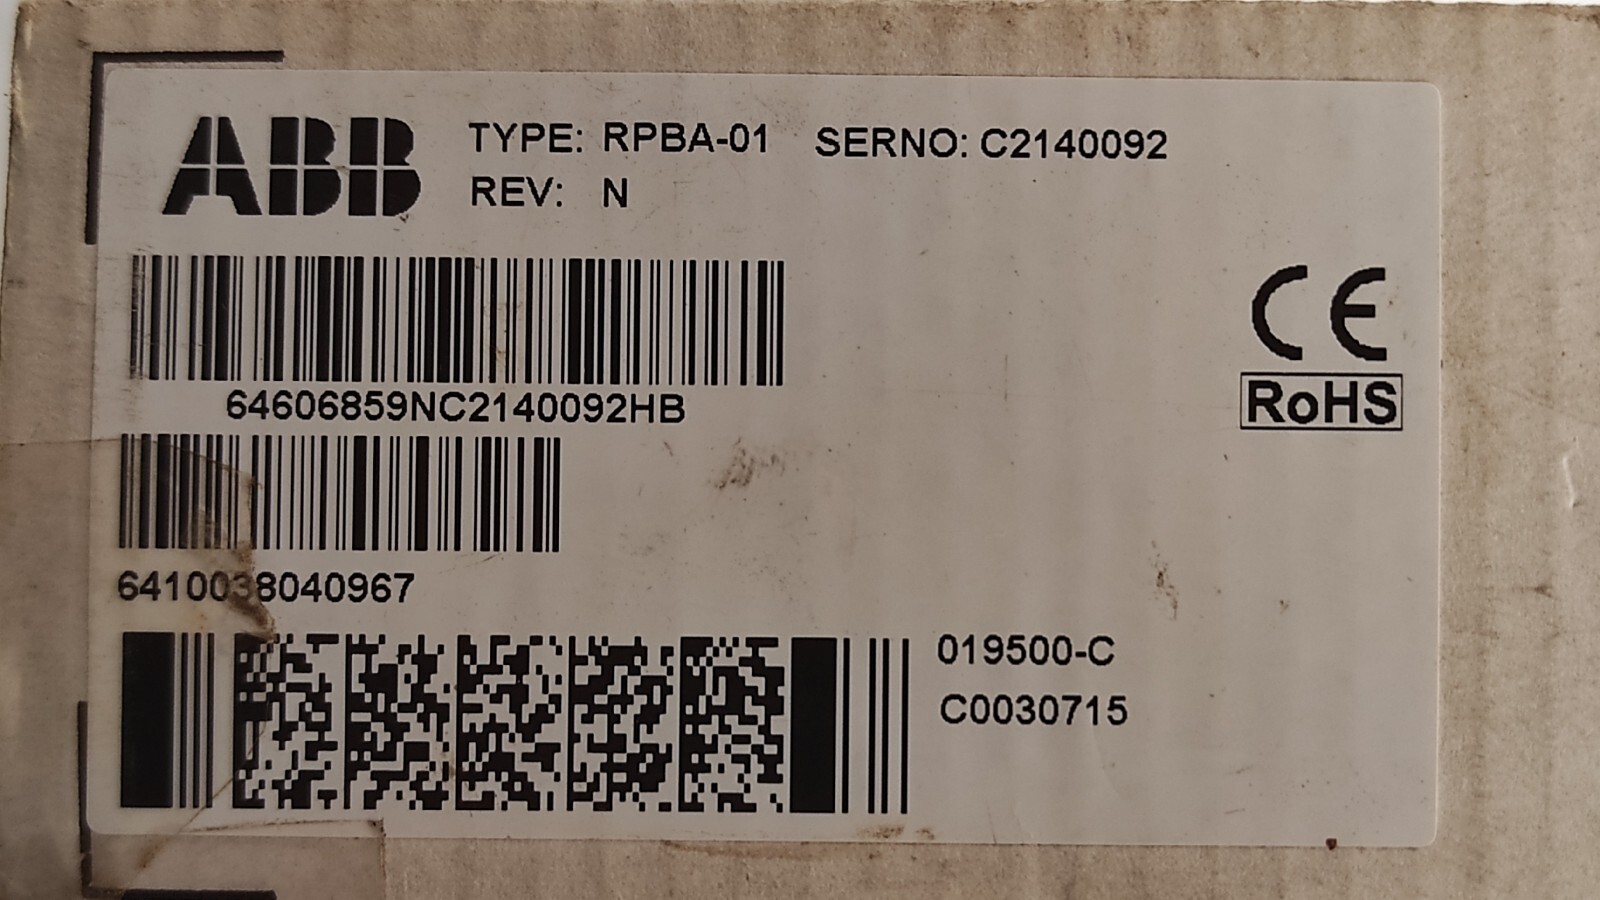 ABB TYPE: RPBA-01 SERNO: C2140092
REV: N
64606859NC2140092HB
CE
RoHS
6410038040967
019500-C
C0030715